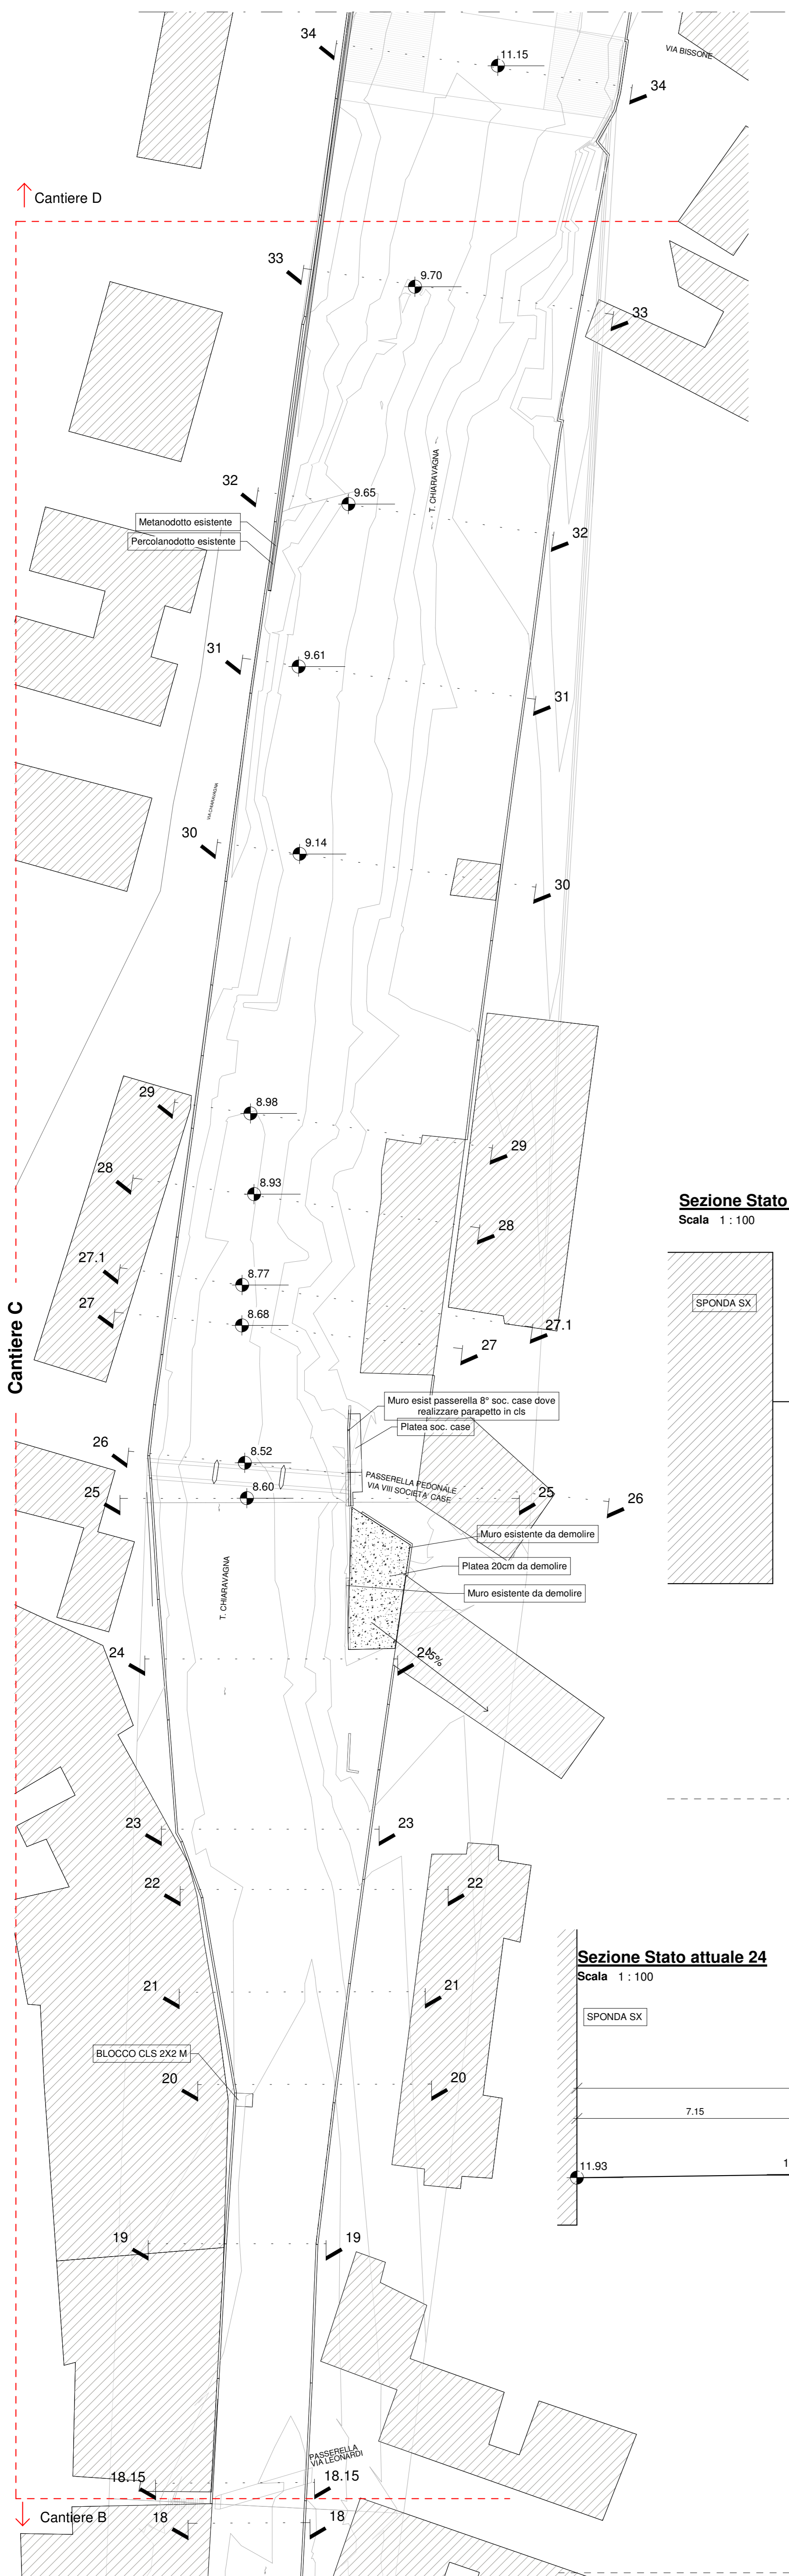 34
11.15
VIA BISSONE
34
Cantiere D
33
9.70
33
T. CHIARAVAGNA
32
9.65
32
Metanodotto esistente
Percolanodotto esistente
31
9.61
31
VIA CHIARAVAGNA
30
9.14
30
29
8.98
29
28
8.93
28
Sezione Stato
Scala 1 : 100
27.1
8.77
27.1
SPONDA SX
27
8.68
27
Cantiere C
Muro esist passerella 8° soc. case dove
realizzare parapetto in cls
Platea soc. case
26
8.52
PASSERELLA PEDONALE
VIA VIII SOCIETA' CASE
25
8.60
25
26
Muro esistente da demolire
Platea 20cm da demolire
Muro esistente da demolire
T. CHIARAVAGNA
24
24
5%
23
23
22
22
Sezione Stato attuale 24
Scala 1 : 100
21
21
SPONDA SX
BLOCCO CLS 2X2 M
20
20
7.15
11.93
1
19
19
PASSERELLA
VIA LEONARDI
18.15
18.15
Cantiere B
18
18